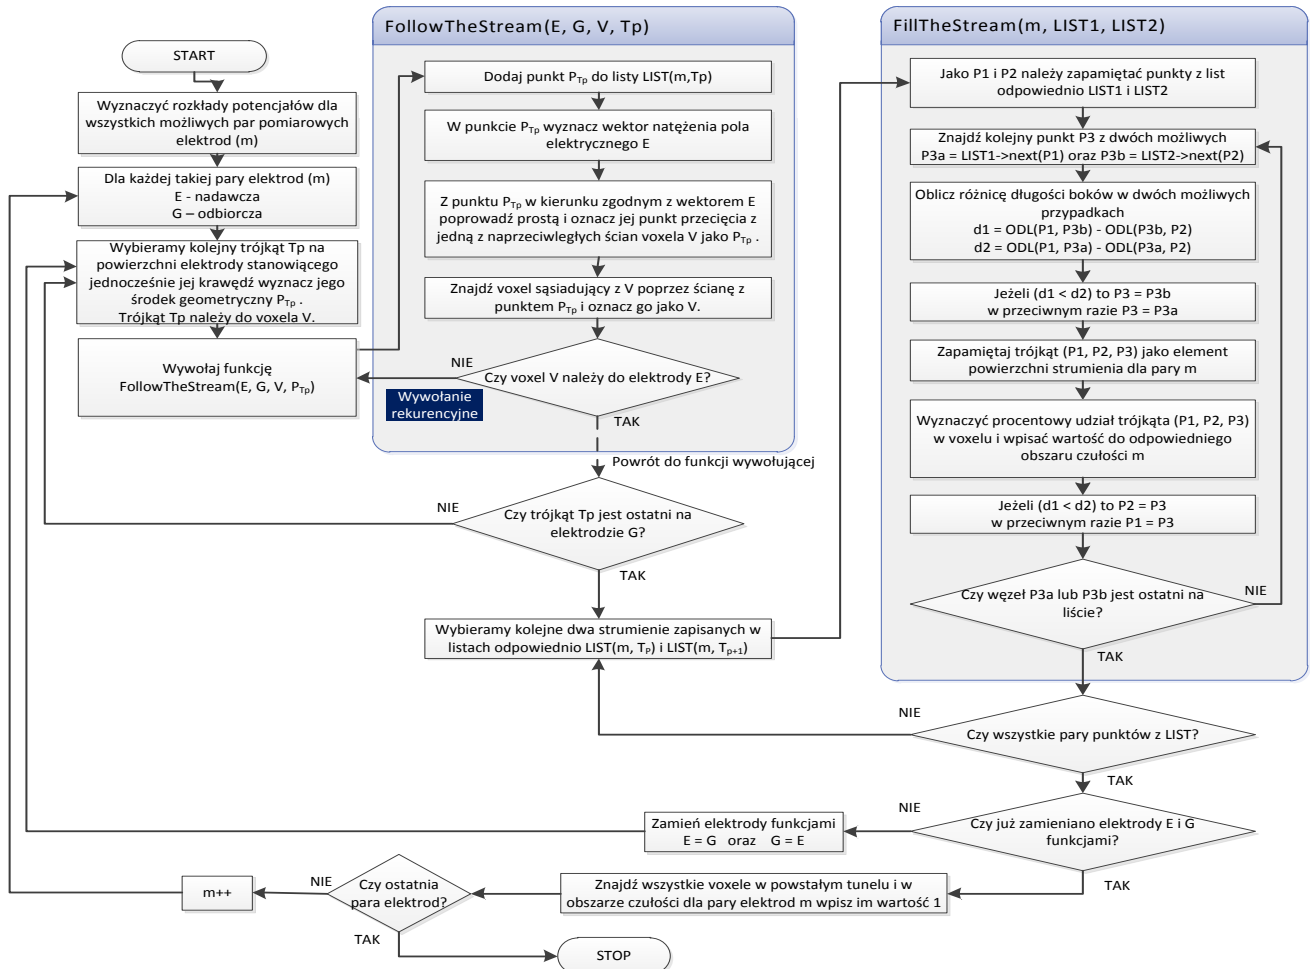 START
Wyznaczyć rozkłady potencjałów dla
wszystkich możliwych par pomiarowych
elektrod (m)
Dla każdej takiej pary elektrod (m)
E - nadawcza
G – odbiorcza
Wybieramy kolejny trójkąt Tp na
powierzchni elektrody stanowiącego
jednocześnie jej krawędź wyznacz jego
środek geometryczny P_Tp .
Trójkąt Tp należy do voxela V.
Wywołaj funkcję
FollowTheStream(E, G, V, P_Tp)
FollowTheStream(E, G, V, Tp)
Dodaj punkt P_Tp do listy LIST(m,Tp)
W punkcie P_Tp wyznacz wektor natężenia pola
elektrycznego E
Z punktu P_Tp w kierunku zgodnym z wektorem E
poprowadź prostą i oznacz jej punkt przecięcia z
jedną z naprzeciwległych ścian voxela V jako P_Tp .
Znajdź voxel sąsiadujący z V poprzez ścianę z
punktem P_Tp i oznacz go jako V.
NIE
Czy voxel V należy do elektrody E?
Wywołanie
rekurencyjne
TAK
Powrót do funkcji wywołującej
NIE
Czy trójkąt Tp jest ostatni na
elektrodzie G?
TAK
Wybieramy kolejne dwa strumienie zapisanych w
listach odpowiednio LIST(m, T_P) i LIST(m, T_p+1)
FillTheStream(m, LIST1, LIST2)
Jako P1 i P2 należy zapamiętać punkty z list
odpowiednio LIST1 i LIST2
Znajdź kolejny punkt P3 z dwóch możliwych
P3a = LIST1->next(P1) oraz P3b = LIST2->next(P2)
Oblicz różnicę długości boków w dwóch możliwych
przypadkach
d1 = ODL(P1, P3b) - ODL(P3b, P2)
d2 = ODL(P1, P3a) - ODL(P3a, P2)
Jeżeli (d1 < d2) to P3 = P3b
w przeciwnym razie P3 = P3a
Zapamiętaj trójkąt (P1, P2, P3) jako element
powierzchni strumienia dla pary m
Wyznaczyć procentowy udział trójkąta (P1, P2, P3)
w voxelu i wpisać wartość do odpowiedniego
obszaru czułości m
Jeżeli (d1 < d2) to P2 = P3
w przeciwnym razie P1 = P3
Czy węzeł P3a lub P3b jest ostatni na
liście?
NIE
TAK
NIE
Czy wszystkie pary punktów z LIST?
TAK
NIE
Czy już zamieniano elektrody E i G
funkcjami?
TAK
Zamień elektrody funkcjami
E = G oraz G = E
Znajdź wszystkie voxele w powstałym tunelu i w
obszarze czułości dla pary elektrod m wpisz im wartość 1
Czy ostatnia
para elektrod?
NIE
m++
TAK
STOP